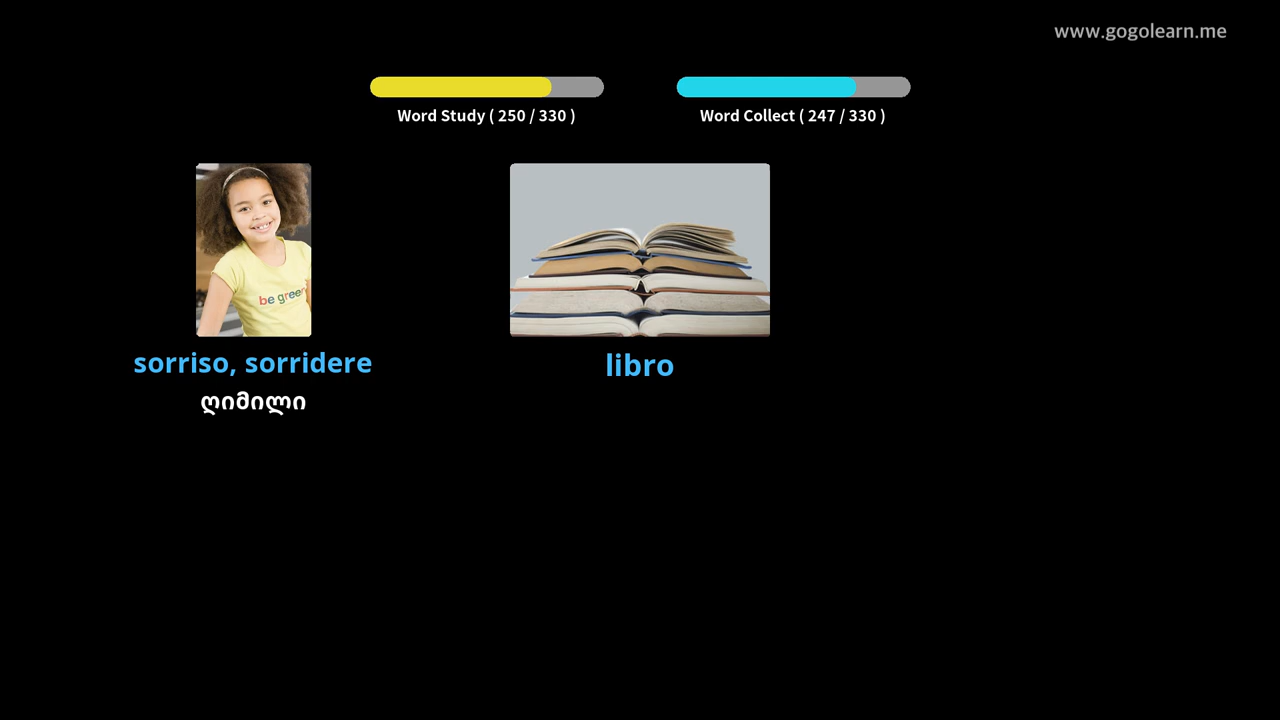 www.gogolearn.me
Word Study ( 250 / 330 )
Word Collect ( 247 / 330 )
be green
sorriso, sorridere
ღიმილი
libro